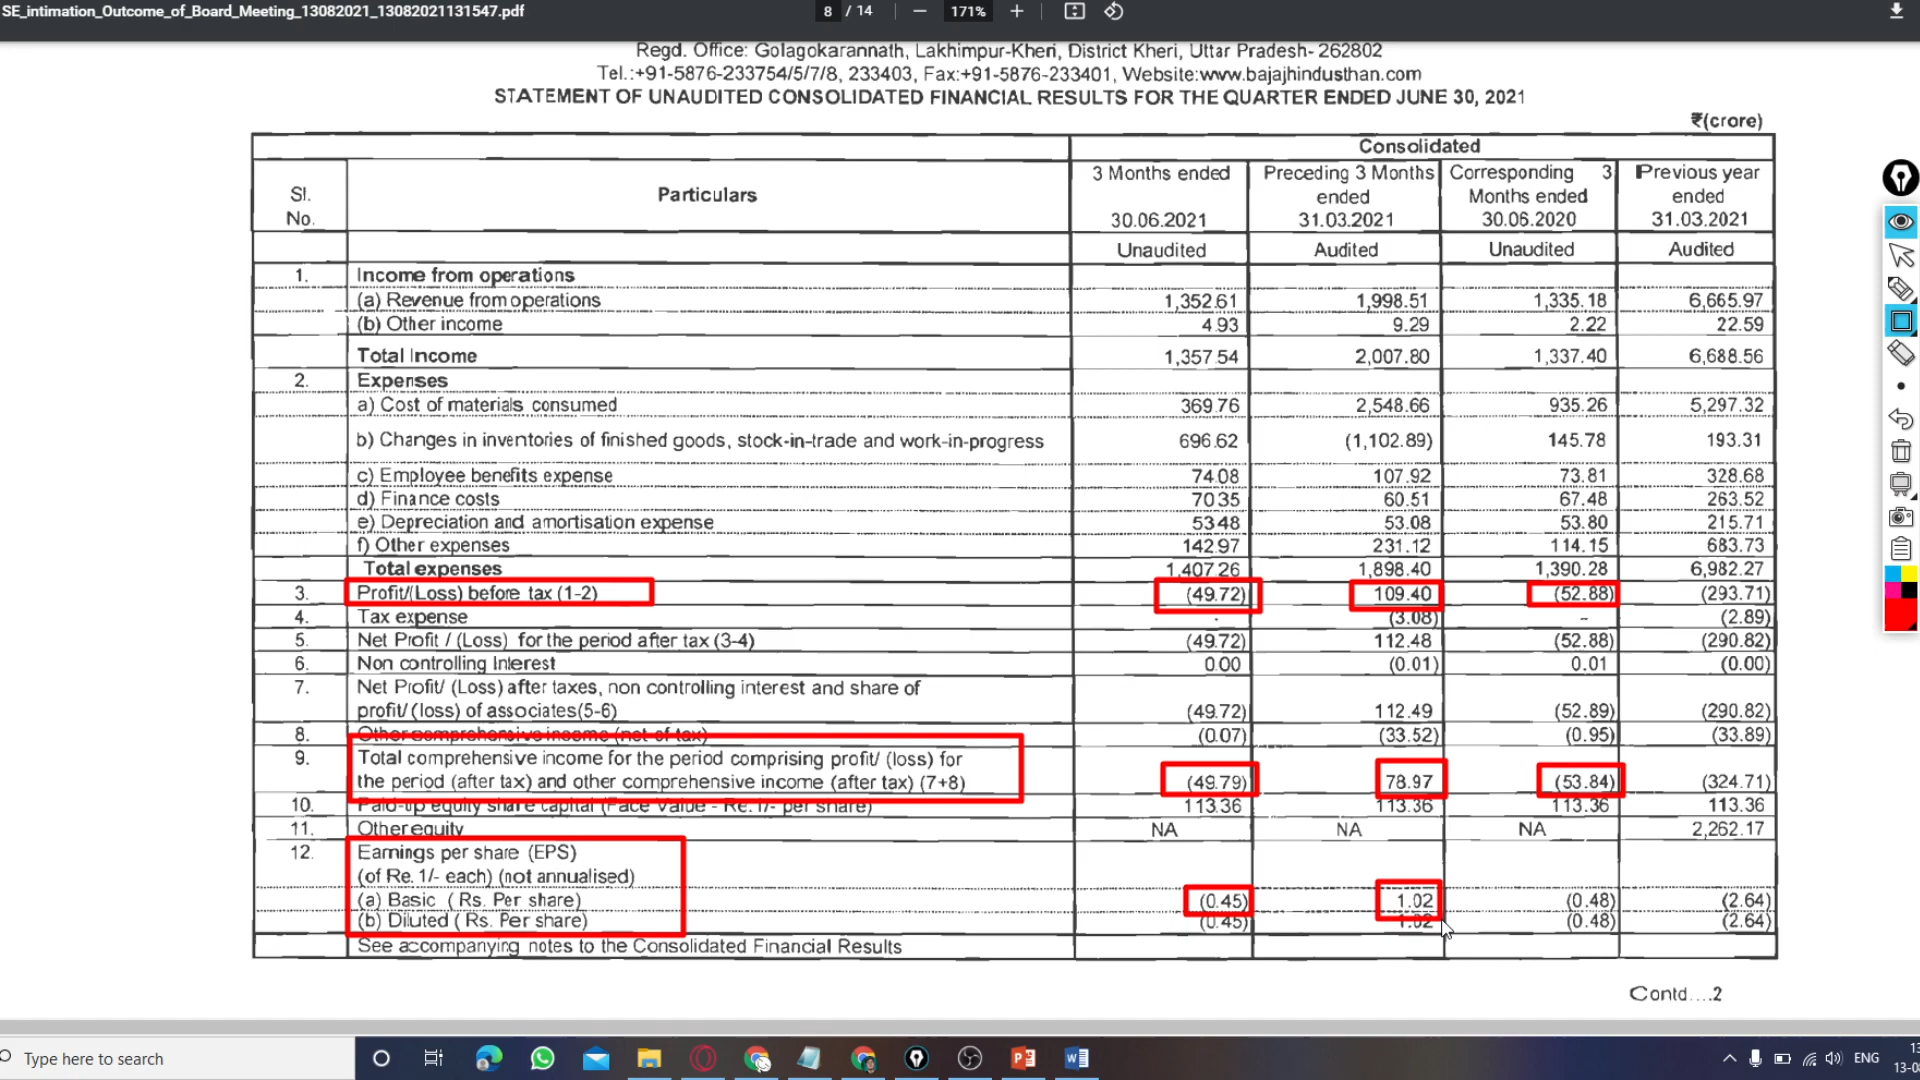 SE_intimation_Outcome_of_Board_Meeting_13082021_13082021131547.pdf 8 / 14 171%
Regd. Office: Golagokarannath, Lakhimpur-Kheri, District Kheri, Uttar Pradesh- 262802
Tel.:+91-5876-233754/5/7/8, 233403, Fax:+91-5876-233401, Website:www.bajajhindusthan.com
STATEMENT OF UNAUDITED CONSOLIDATED FINANCIAL RESULTS FOR THE QUARTER ENDED JUNE 30, 2021
₹(crore)
Consolidated
Sl. No. Particulars 3 Months ended 30.06.2021 Preceding 3 Months ended 31.03.2021 Corresponding 3 Months ended 30.06.2020 Previous year ended 31.03.2021
Unaudited Audited Unaudited Audited
1. Income from operations
(a) Revenue from operations 1,352.61 1,998.51 1,335.18 6,665.97
(b) Other income 4.93 9.29 2.22 22.59
Total Income 1,357.54 2,007.80 1,337.40 6,688.56
2. Expenses
a) Cost of materials consumed 369.76 2,548.66 935.26 5,297.32
b) Changes in inventories of finished goods, stock-in-trade and work-in-progress 696.62 (1,102.89) 145.78 193.31
c) Employee benefits expense 74.08 107.92 73.81 328.68
d) Finance costs 70.35 60.51 67.48 263.52
e) Depreciation and amortisation expense 53.48 53.08 53.80 215.71
f) Other expenses 142.97 231.12 114.15 683.73
Total expenses 1,407.26 1,898.40 1,390.28 6,982.27
3. Profit/(Loss) before tax (1-2) (49.72) 109.40 (52.88) (293.71)
4. Tax expense - (3.08) - (2.89)
5. Net Profit / (Loss) for the period after tax (3-4) (49.72) 112.48 (52.88) (290.82)
6. Non controlling Interest 0.00 (0.01) 0.01 (0.00)
7. Net Profit/ (Loss) after taxes, non controlling interest and share of
profit/ (loss) of associates(5-6) (49.72) 112.49 (52.89) (290.82)
8. Other comprehensive income (net of tax) (0.07) (33.52) (0.95) (33.89)
9. Total comprehensive income for the period comprising profit/ (loss) for
the period (after tax) and other comprehensive income (after tax) (7+8) (49.79) 78.97 (53.84) (324.71)
10. Paid-up equity share capital (Face Value - Re. 1/- per share) 113.36 113.36 113.36 113.36
11. Other equity NA NA NA 2,262.17
12. Earnings per share (EPS)
(of Re. 1/- each) (not annualised)
(a) Basic ( Rs. Per share) (0.45) 1.02 (0.48) (2.64)
(b) Diluted ( Rs. Per share) (0.45) 1.02 (0.48) (2.64)
See accompanying notes to the Consolidated Financial Results
Contd....2
Type here to search
ENG